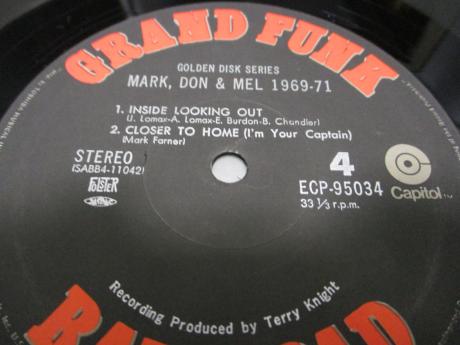 GRAND FUNK
GOLDEN DISK SERIES
MARK, DON & MEL 1969-71
1. INSIDE LOOKING OUT
(J. Lomax-A. Lomax-E. Burdon-B. Chandler)
2. CLOSER TO HOME (I'm Your Captain)
(Mark Farner)
STEREO
(SABB4-11042)
4
ECP-95034
33 1/3 r.p.m.
Capitol
Recording Produced by Terry Knight